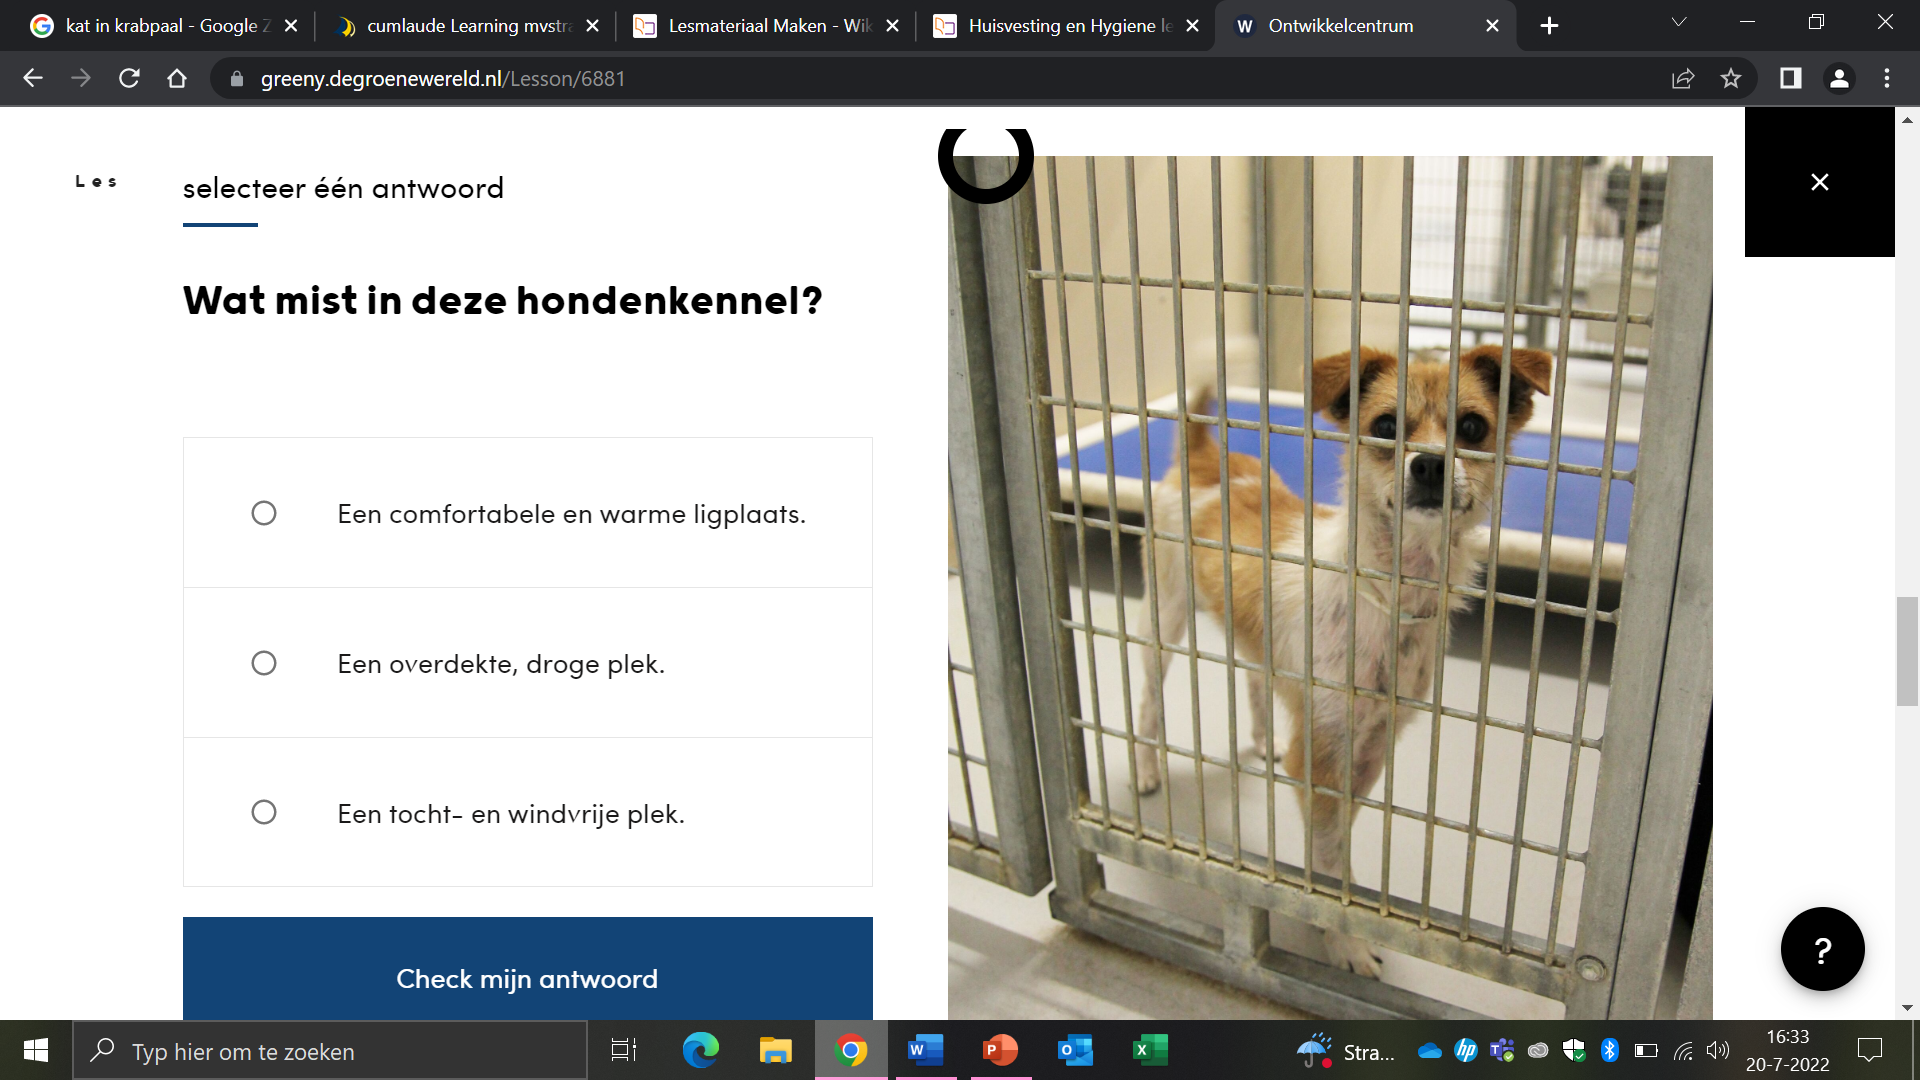 kat in krabpaal - Google Z
cumlaude Learning mvstra
Lesmateriaal Maken - Wik
Huisvesting en Hygiene le
Ontwikkelcentrum
greeny.degroenewereld.nl/Lesson/6881
Les
selecteer één antwoord
Wat mist in deze hondenkennel?
Een comfortabele en warme ligplaats.
Een overdekte, droge plek.
Een tocht- en windvrije plek.
Check mijn antwoord
?
Typ hier om te zoeken
Stra...
16:33
20-7-2022